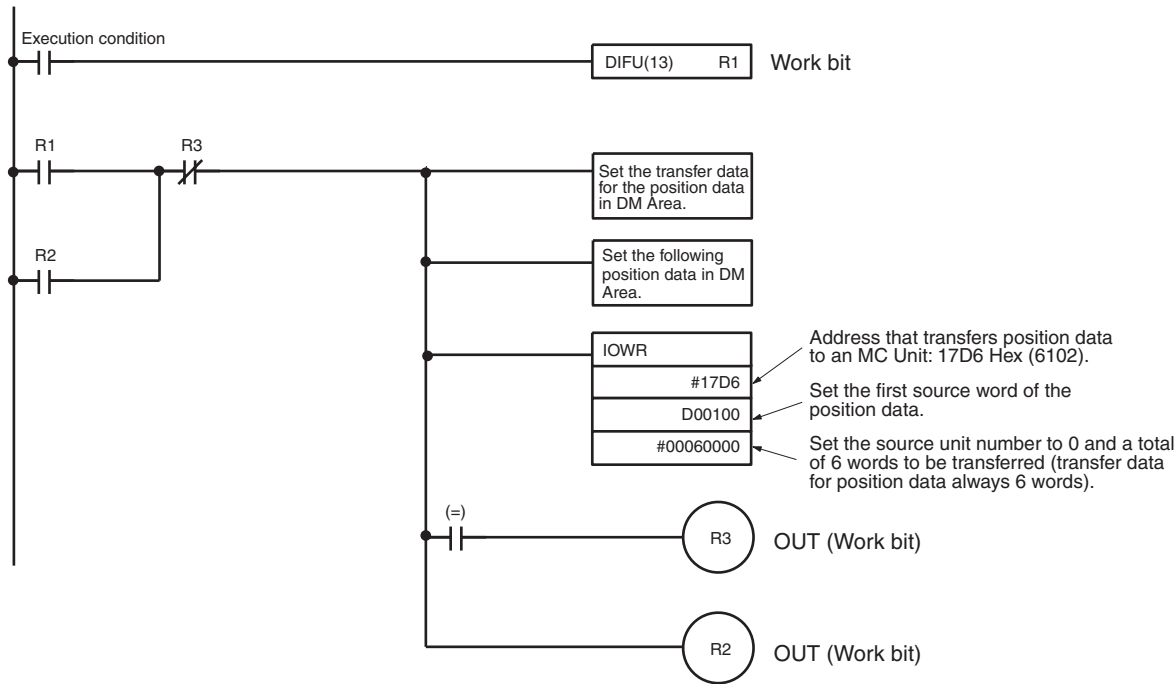 Execution condition
DIFU(13) R1 Work bit
R1
R3
Set the transfer data
for the position data
in DM Area.
R2
Set the following
position data in DM
Area.
IOWR
#17D6
D00100
#00060000
Address that transfers position data
to an MC Unit: 17D6 Hex (6102).
Set the first source word of the
position data.
Set the source unit number to 0 and a total
of 6 words to be transferred (transfer data
for position data always 6 words).
(=)
R3 OUT (Work bit)
R2 OUT (Work bit)